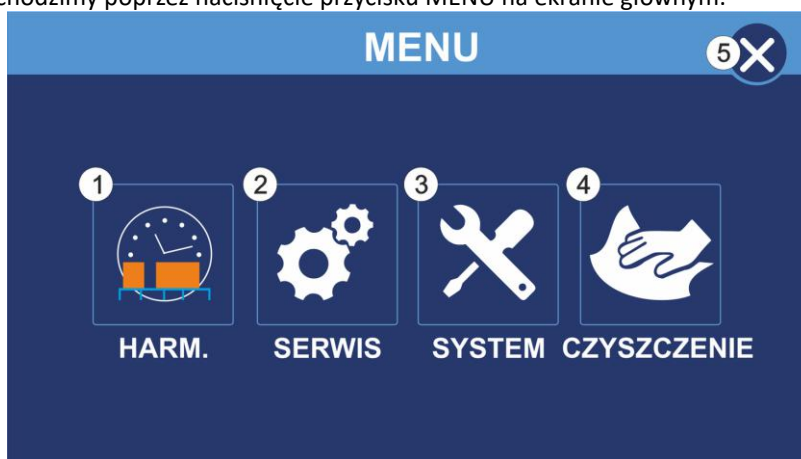 chodzimy poprzez naciśnięcie przycisku MENU na ekranie głównym.
MENU
5
1
2
3
4
HARM.
SERWIS
SYSTEM
CZYSZCZENIE